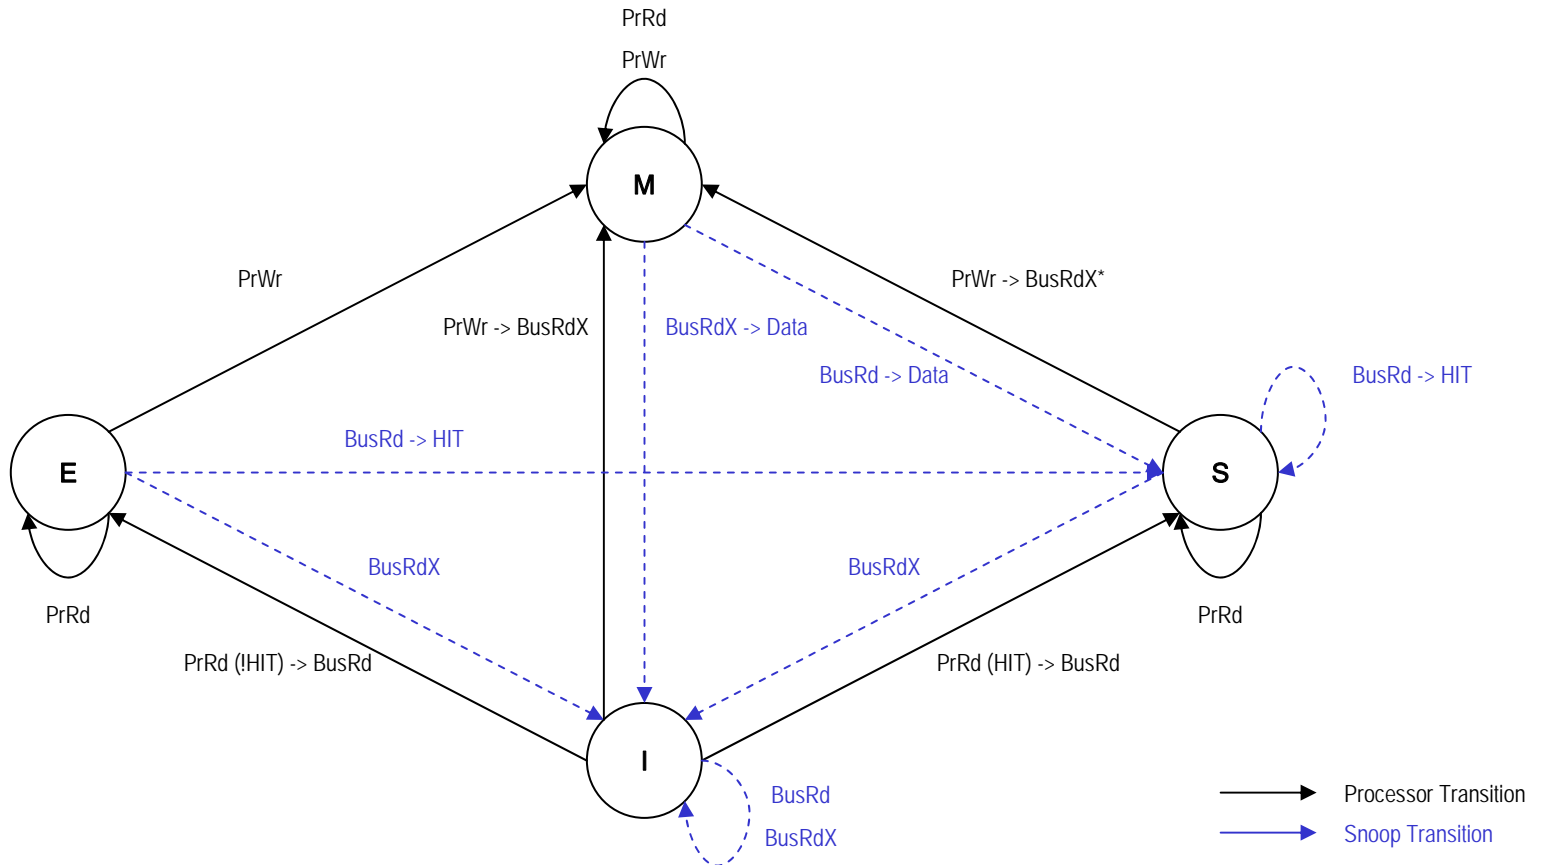 PrRd
PrWr
M
PrWr
PrWr -> BusRdX*
PrWr -> BusRdX
BusRdX -> Data
BusRd -> Data
BusRd -> HIT
BusRd -> HIT
E
S
BusRdX
BusRdX
PrRd
PrRd
PrRd (!HIT) -> BusRd
PrRd (HIT) -> BusRd
I
BusRd
BusRdX
Processor Transition
Snoop Transition